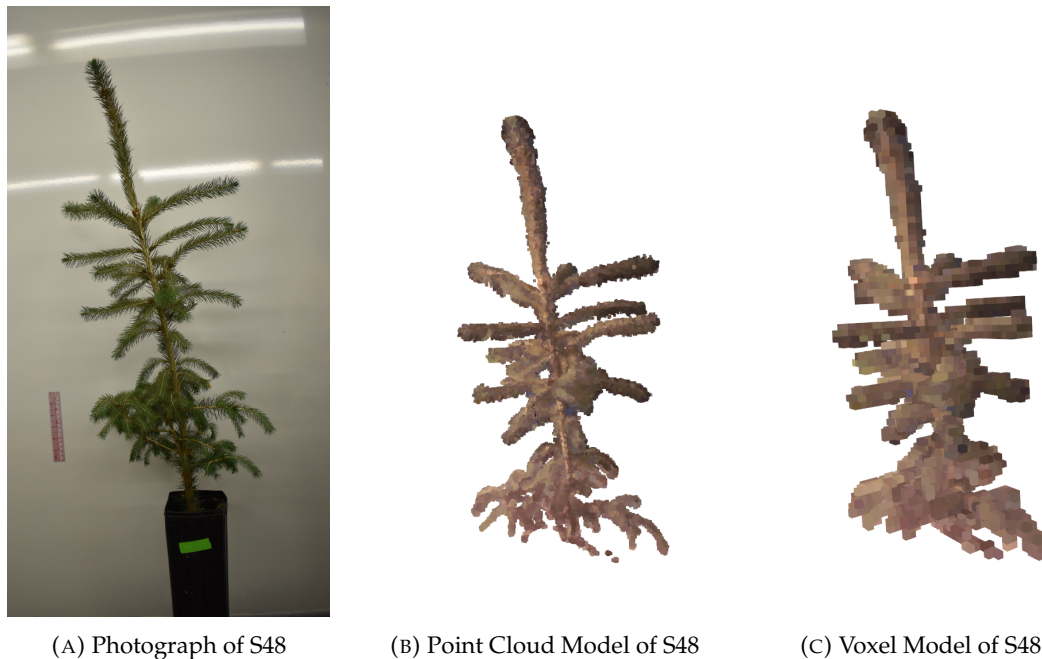 (A) Photograph of S48
(B) Point Cloud Model of S48
(C) Voxel Model of S48